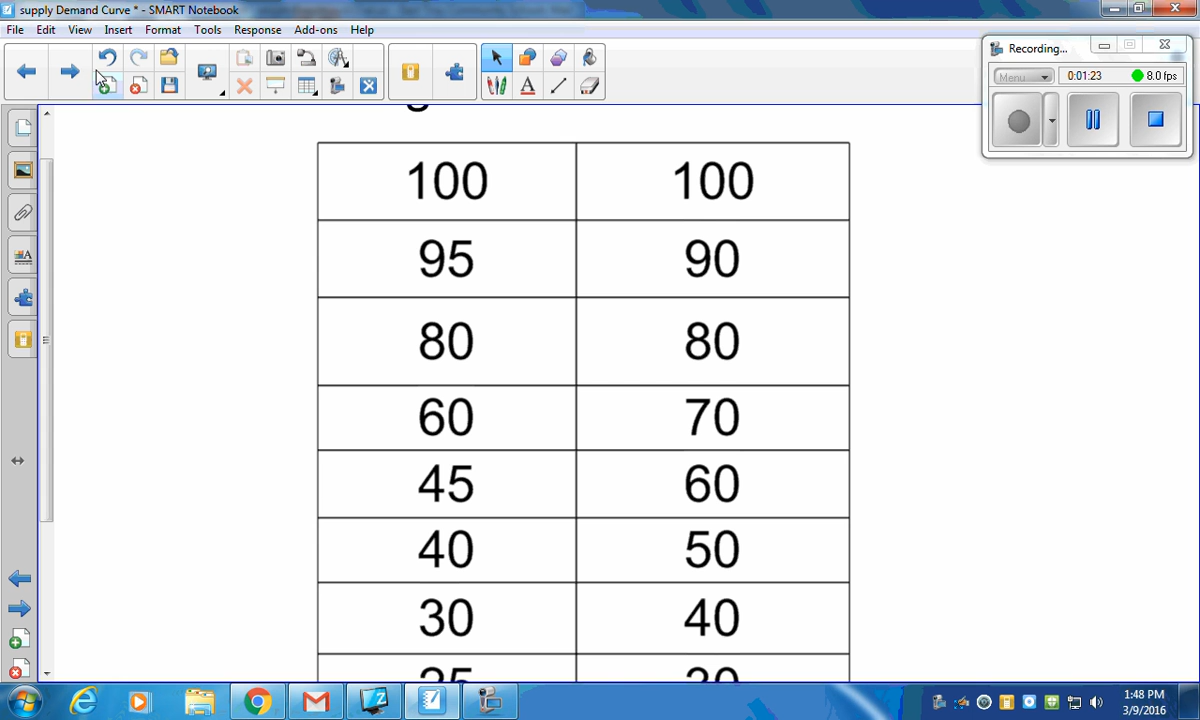 supply Demand Curve * - SMART Notebook
File Edit View Insert Format Tools Response Add-ons Help
Recording...
Menu 0:01:23 8.0 fps
100 100
95 90
80 80
60 70
45 60
40 50
30 40
1:48 PM
3/9/2016